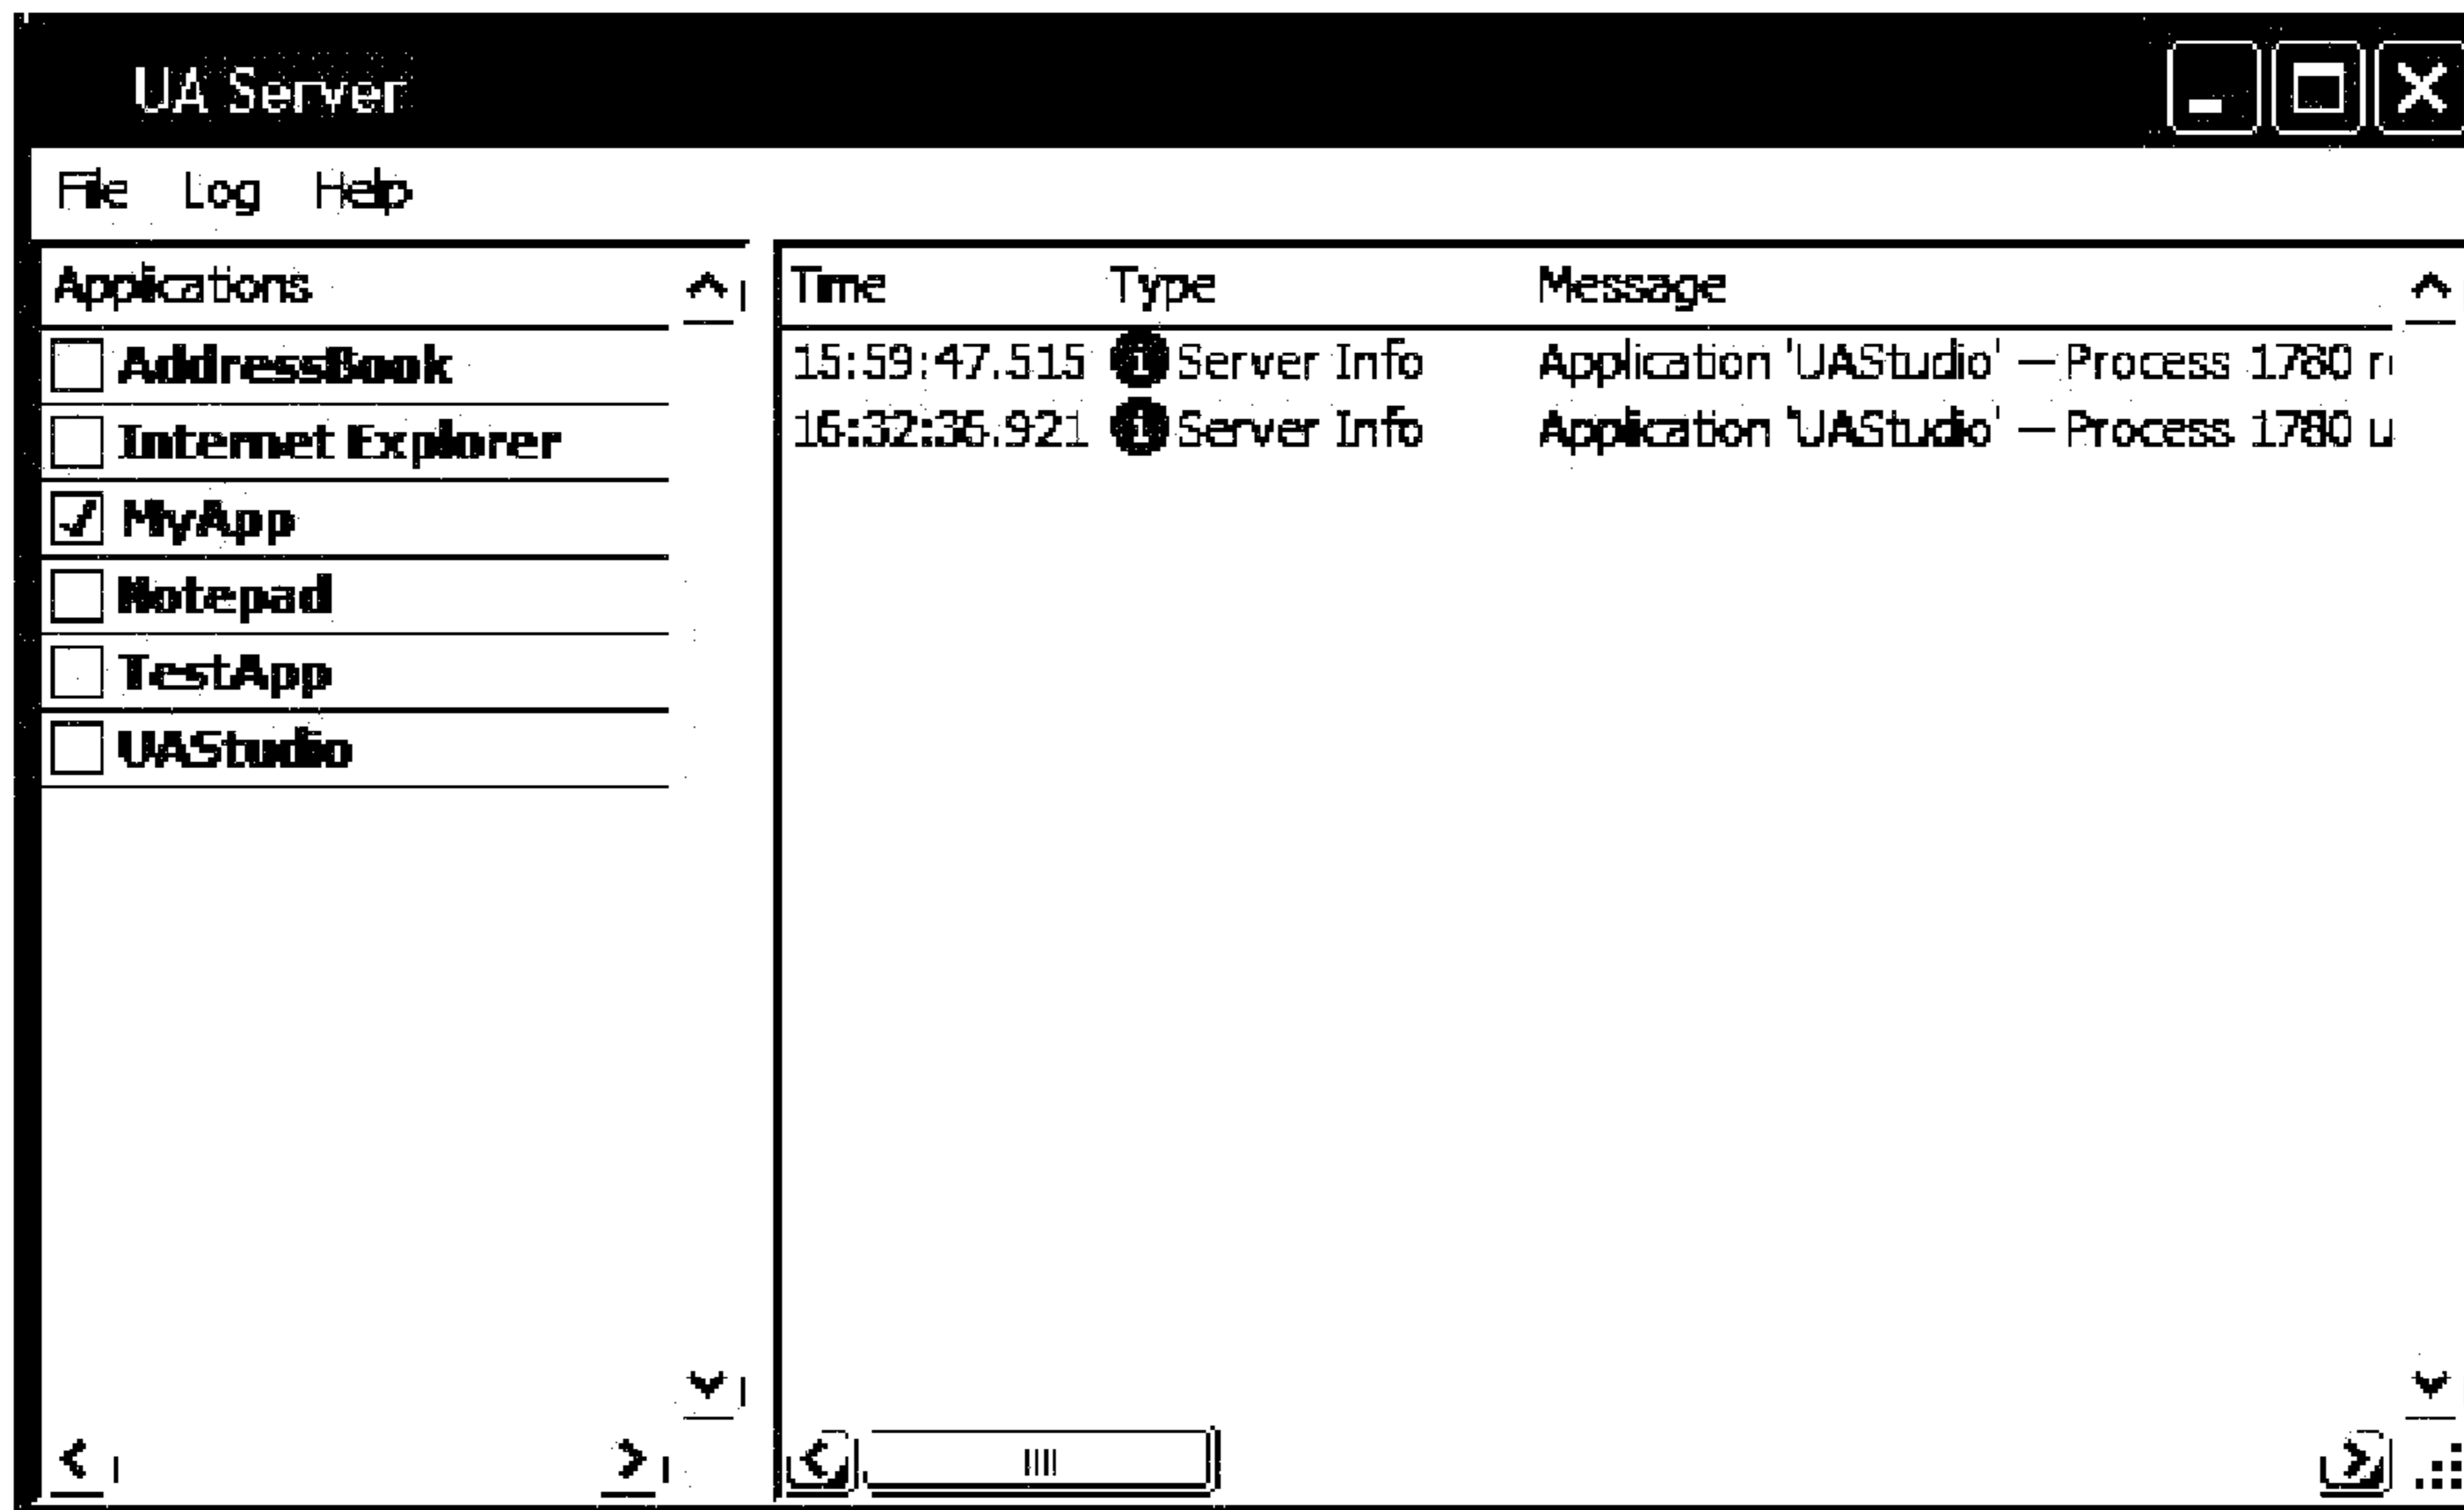 UA Server
File Log Help
Applications
AddressBook
Internet Explorer
MyApp
Notepad
TestApp
UAStudio
Time Type Message
15:59:47.515 Server Info Application 'UAStudio' – Process 1780 r
16:32:36.921 Server Info Application 'UAStudio' – Process 1780 u